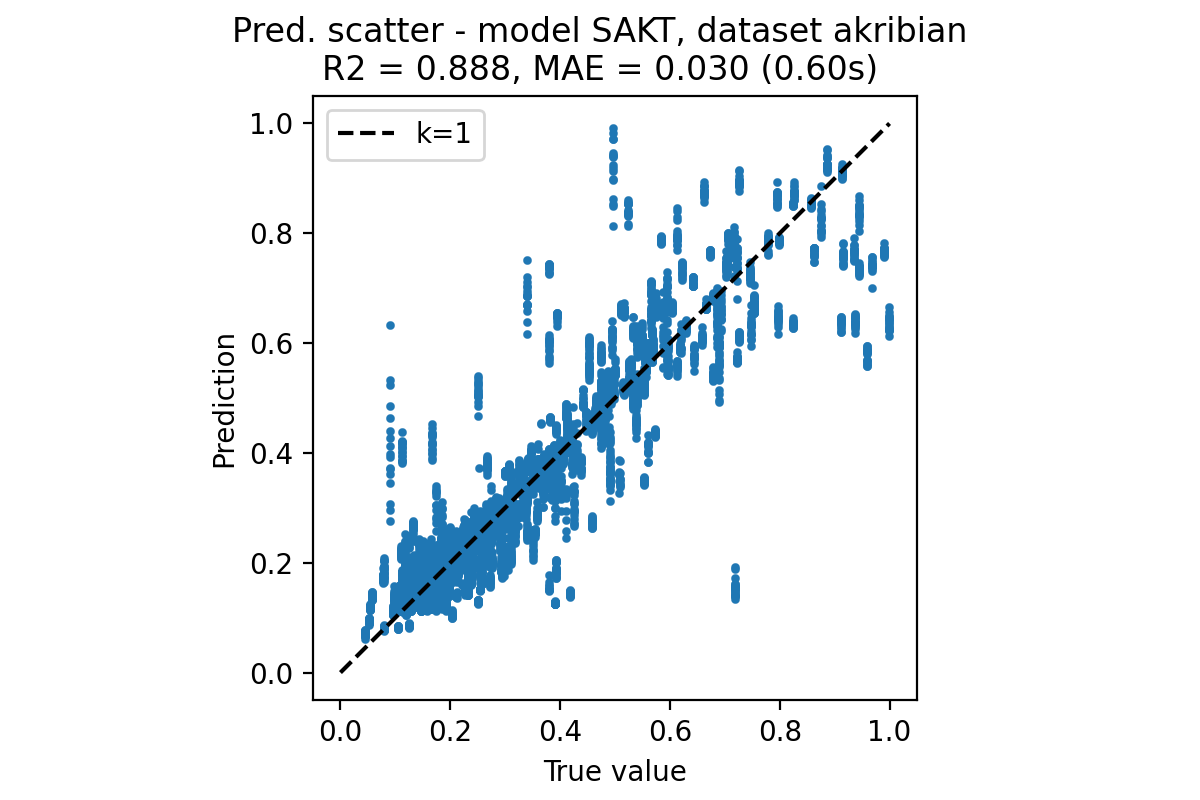 Pred. scatter - model SAKT, dataset akribian
R2 = 0.888, MAE = 0.030 (0.60s)
k=1
1.0
0.8
0.6
0.4
0.2
0.0
Prediction
0.0 0.2 0.4 0.6 0.8 1.0
True value